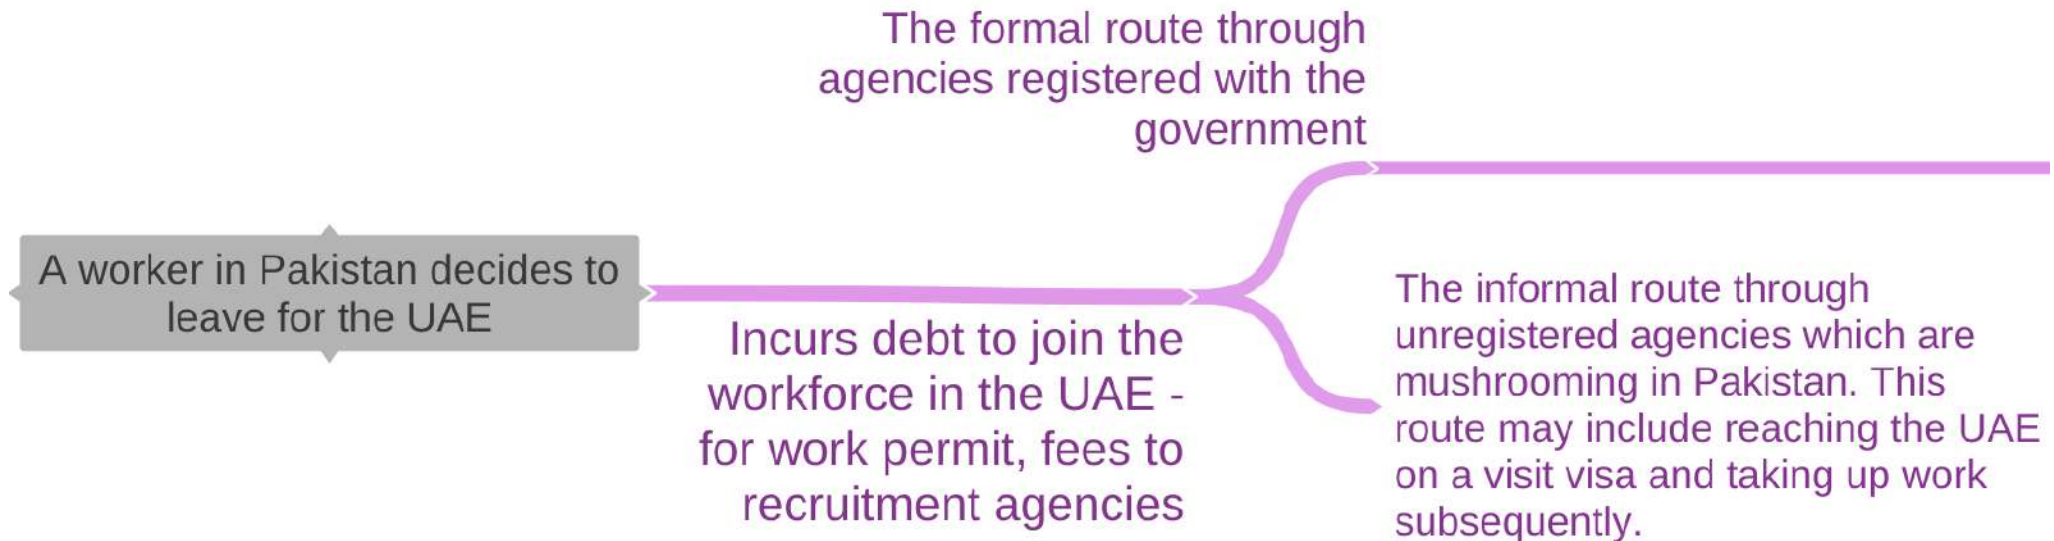 The formal route through
agencies registered with the
government
A worker in Pakistan decides to
leave for the UAE
Incurs debt to join the
workforce in the UAE -
for work permit, fees to
recruitment agencies
The informal route through
unregistered agencies which are
mushrooming in Pakistan. This
route may include reaching the UAE
on a visit visa and taking up work
subsequently.